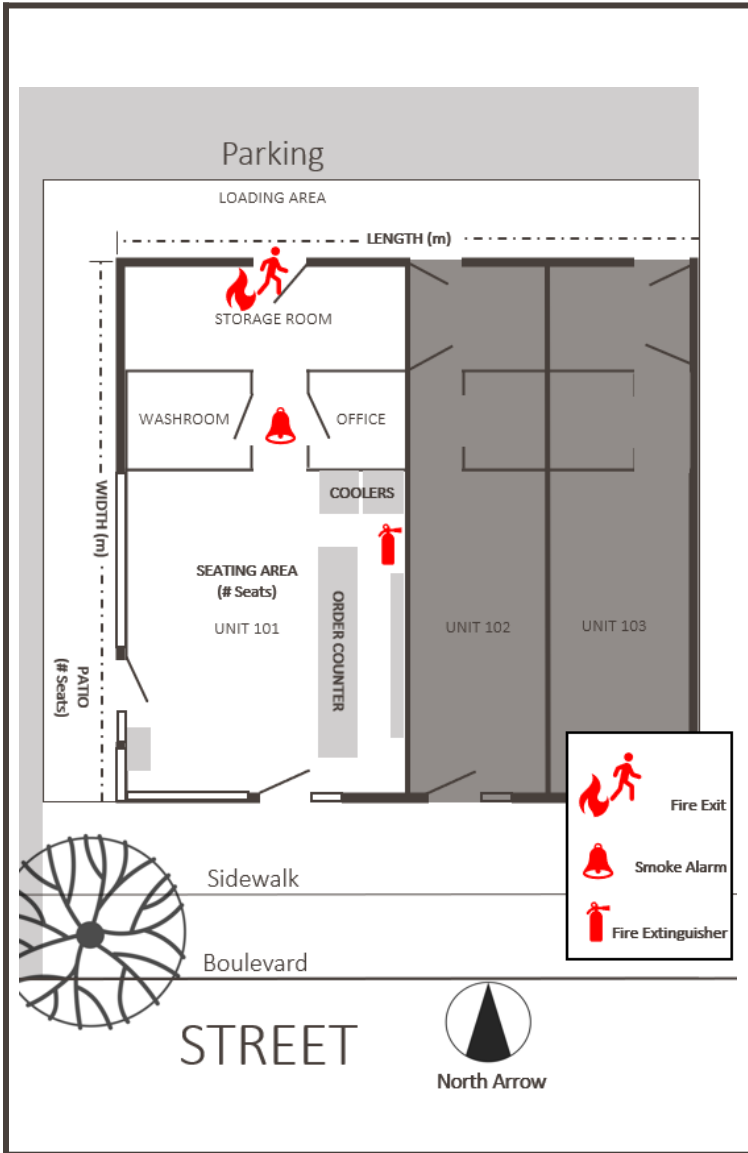 Parking
LOADING AREA
LENGTH (m)
STORAGE ROOM
WASHROOM
OFFICE
COOLERS
WIDTH (m)
SEATING AREA
(# Seats)
UNIT 101
ORDER COUNTER
UNIT 102
UNIT 103
PATIO
(# Seats)
Fire Exit
Smoke Alarm
Fire Extinguisher
Sidewalk
Boulevard
STREET
North Arrow